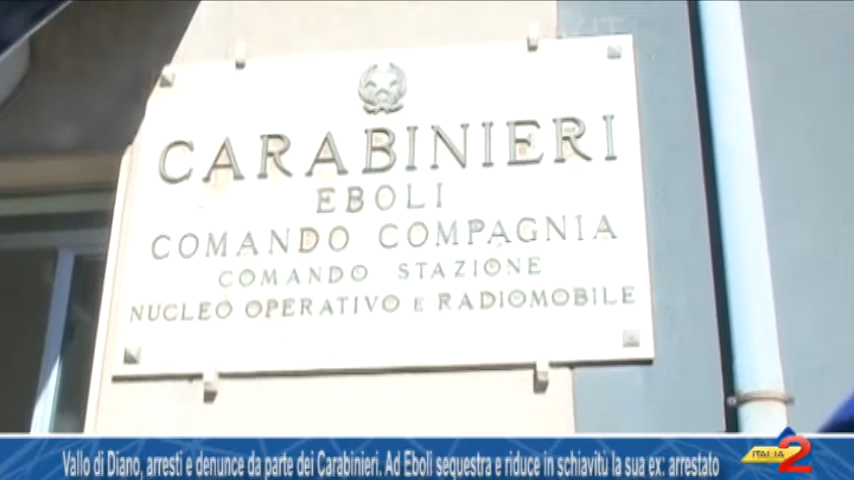 CARABINIERI
EBOLI
COMANDO COMPAGNIA
COMANDO STAZIONE
NUCLEO OPERATIVO E RADIOMOBILE
Vallo di Diano, arresti e denunce da parte dei Carabinieri. Ad Eboli sequestra e riduce in schiavitù la sua ex: arrestato
ITALIA 2